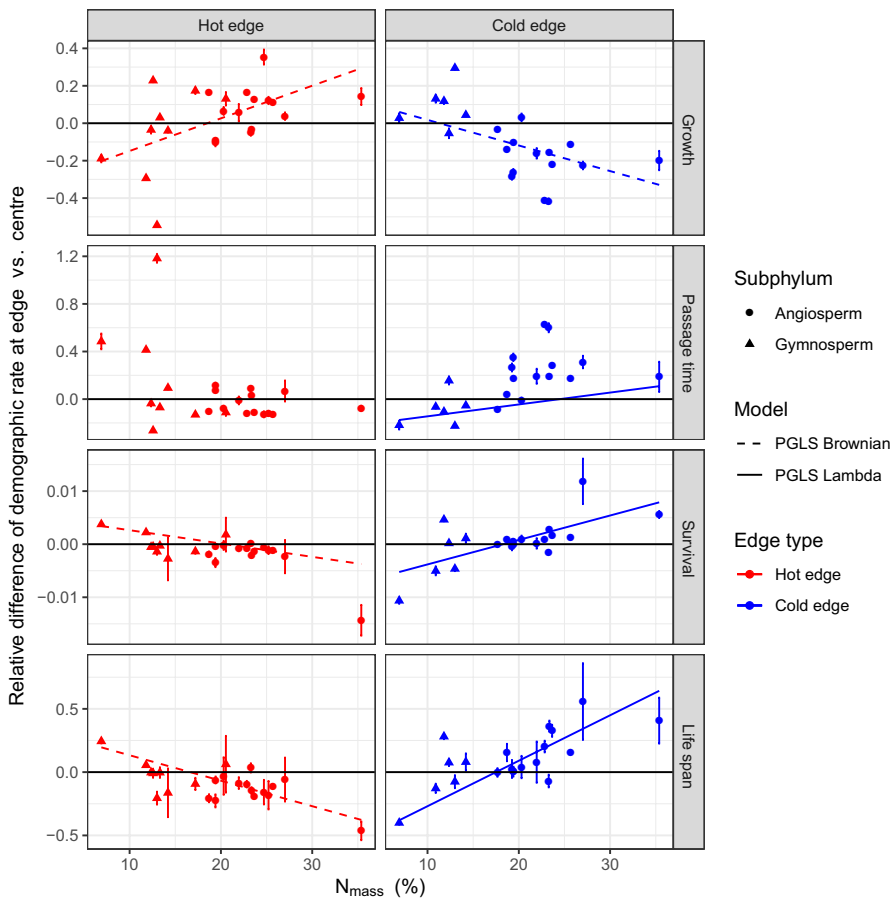 Hot edge
Cold edge
Relative difference of demographic rate at edge vs. centre
0.4
0.2
0.0
−0.2
−0.4
Growth
1.2
0.8
0.4
0.0
Passage time
0.01
0.00
−0.01
Survival
0.5
0.0
−0.5
Life span
10 20 30
10 20 30
Nmass (%)
Subphylum
Angiosperm
Gymnosperm
Model
PGLS Brownian
PGLS Lambda
Edge type
Hot edge
Cold edge